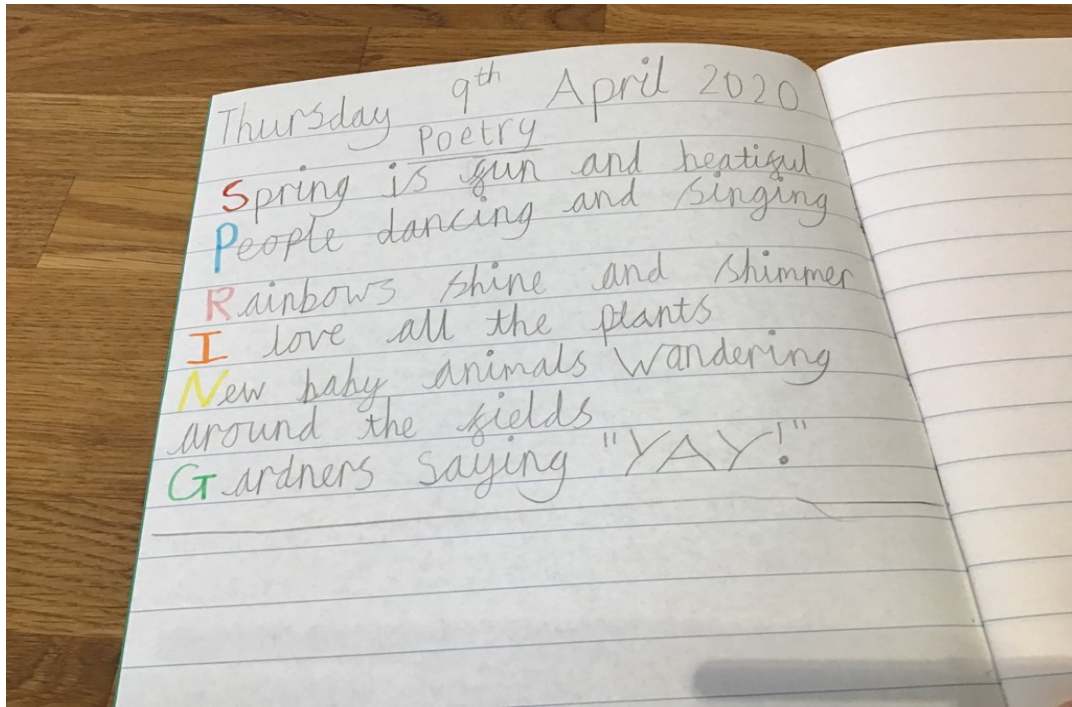 Thursday 9th April 2020
Poetry
Spring is fun and beatiful
People dancing and singing
Rainbows shine and shimmer
I love all the plants
New baby animals wandering
around the fields
Gardners saying "YAY!"